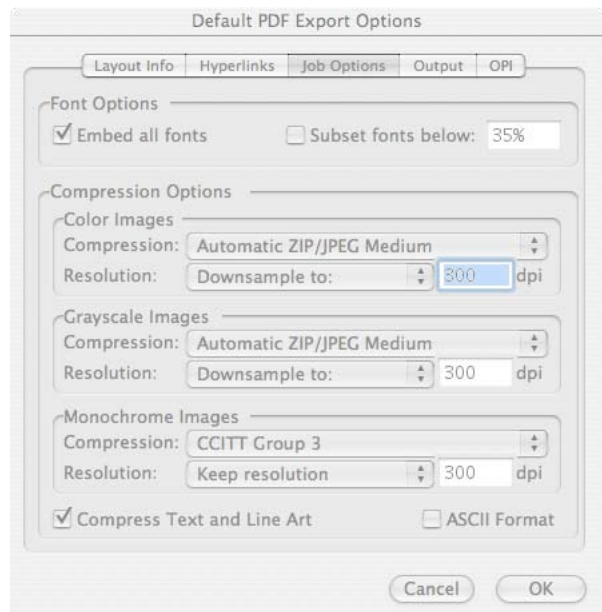 Default PDF Export Options
Layout Info Hyperlinks Job Options Output OPI
Font Options
Embed all fonts Subset fonts below: 35%
Compression Options
Color Images
Compression: Automatic ZIP/JPEG Medium
Resolution: Downsample to: 300 dpi
Grayscale Images
Compression: Automatic ZIP/JPEG Medium
Resolution: Downsample to: 300 dpi
Monochrome Images
Compression: CCITT Group 3
Resolution: Keep resolution 300 dpi
Compress Text and Line Art ASCII Format
Cancel OK